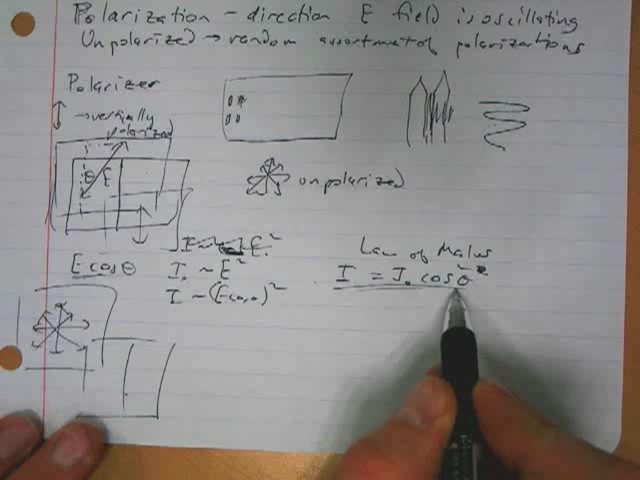 Polarization - direction E field is oscillating
Unpolarized → random assortment of polarizations
Polarizer
→ vertially
polarized
θ E
unpolarized
E cos θ
I₀ ~ E²
I ~ (E cos θ)²
Law of Malus
I = I₀ cos²θ